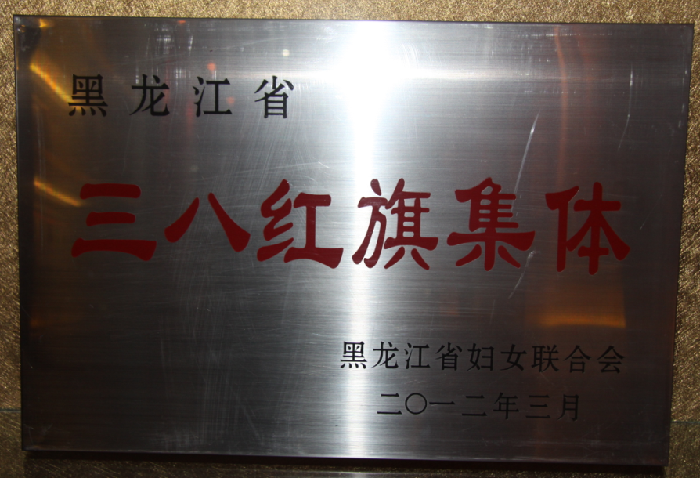 黑龙江省
三八红旗集体
黑龙江省妇女联合会
二〇一二年三月